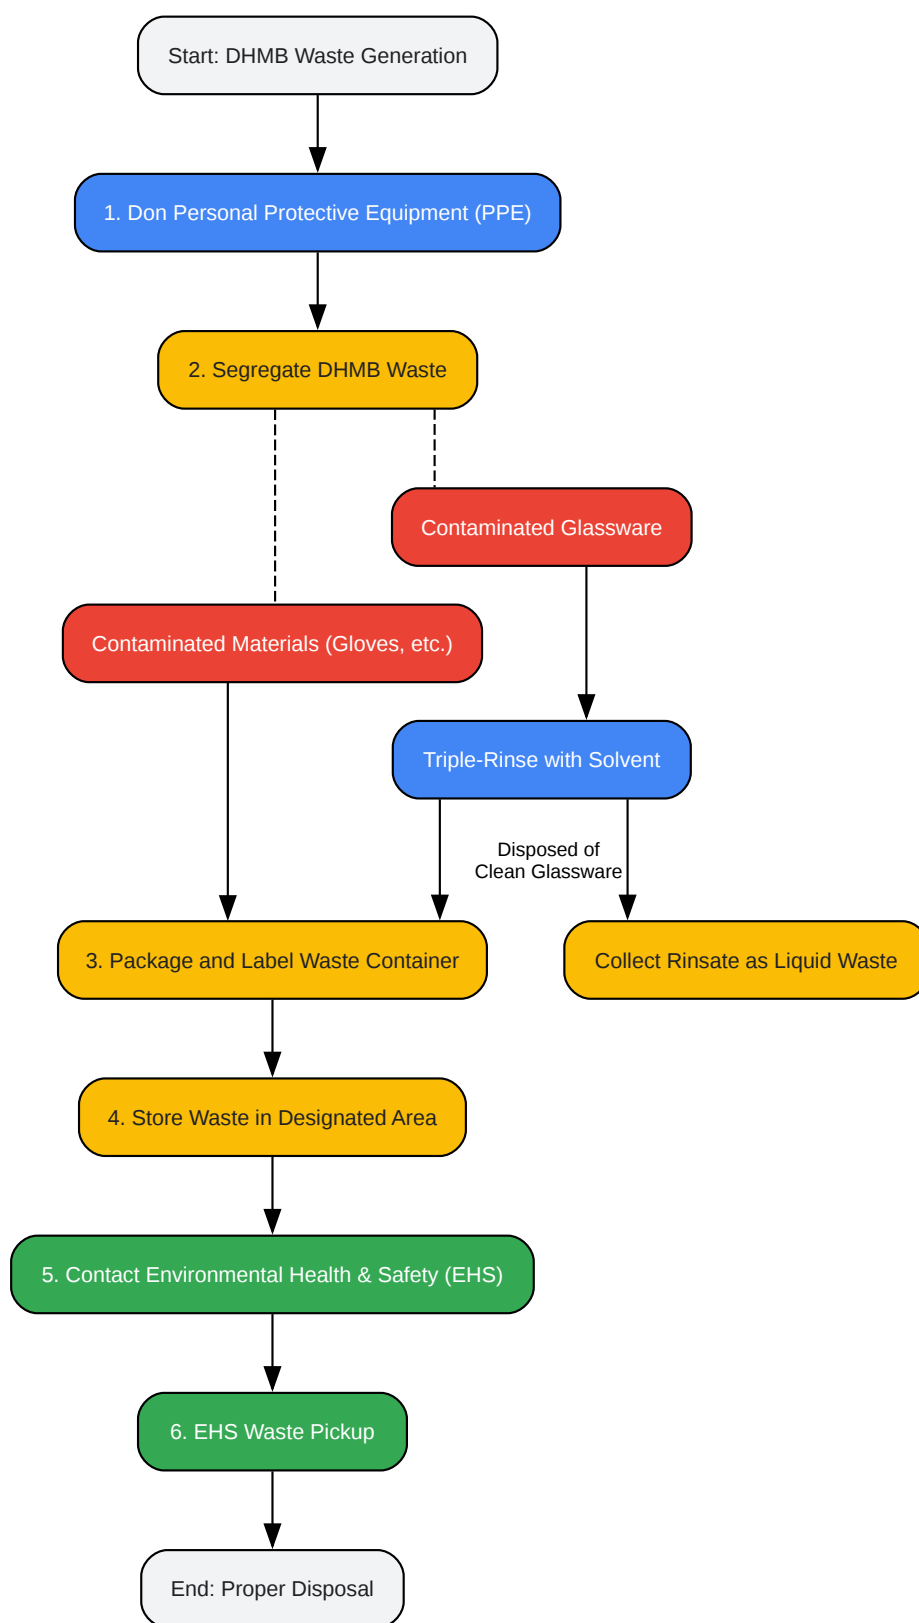 Start: DHMB Waste Generation
1. Don Personal Protective Equipment (PPE)
2. Segregate DHMB Waste
Contaminated Glassware
Contaminated Materials (Gloves, etc.)
Triple-Rinse with Solvent
Disposed of
Clean Glassware
3. Package and Label Waste Container
Collect Rinsate as Liquid Waste
4. Store Waste in Designated Area
5. Contact Environmental Health & Safety (EHS)
6. EHS Waste Pickup
End: Proper Disposal